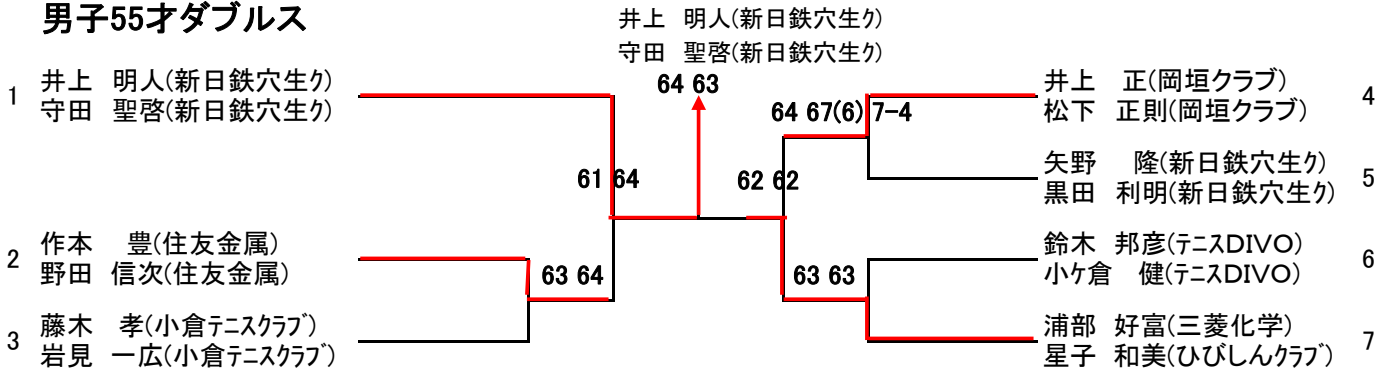 男子55才ダブルス
井上　明人(新日鉄穴生ｸ)
守田　聖啓(新日鉄穴生ｸ)
64 63
1
井上　明人(新日鉄穴生ｸ)
守田　聖啓(新日鉄穴生ｸ)
61 64
2
作本　豊(住友金属)
野田　信次(住友金属)
63 64
3
藤木　孝(小倉ﾃﾆｽｸﾗﾌﾞ)
岩見　一広(小倉ﾃﾆｽｸﾗﾌﾞ)
井上　正(岡垣クラブ)
松下　正則(岡垣クラブ)
4
64 67(6) 7-4
矢野　隆(新日鉄穴生ｸ)
黒田　利明(新日鉄穴生ｸ)
5
62 62
鈴木　邦彦(ﾃﾆｽDIVO)
小ケ倉　健(ﾃﾆｽDIVO)
6
63 63
浦部　好富(三菱化学)
星子　和美(ひびしんｸﾗﾌﾞ)
7